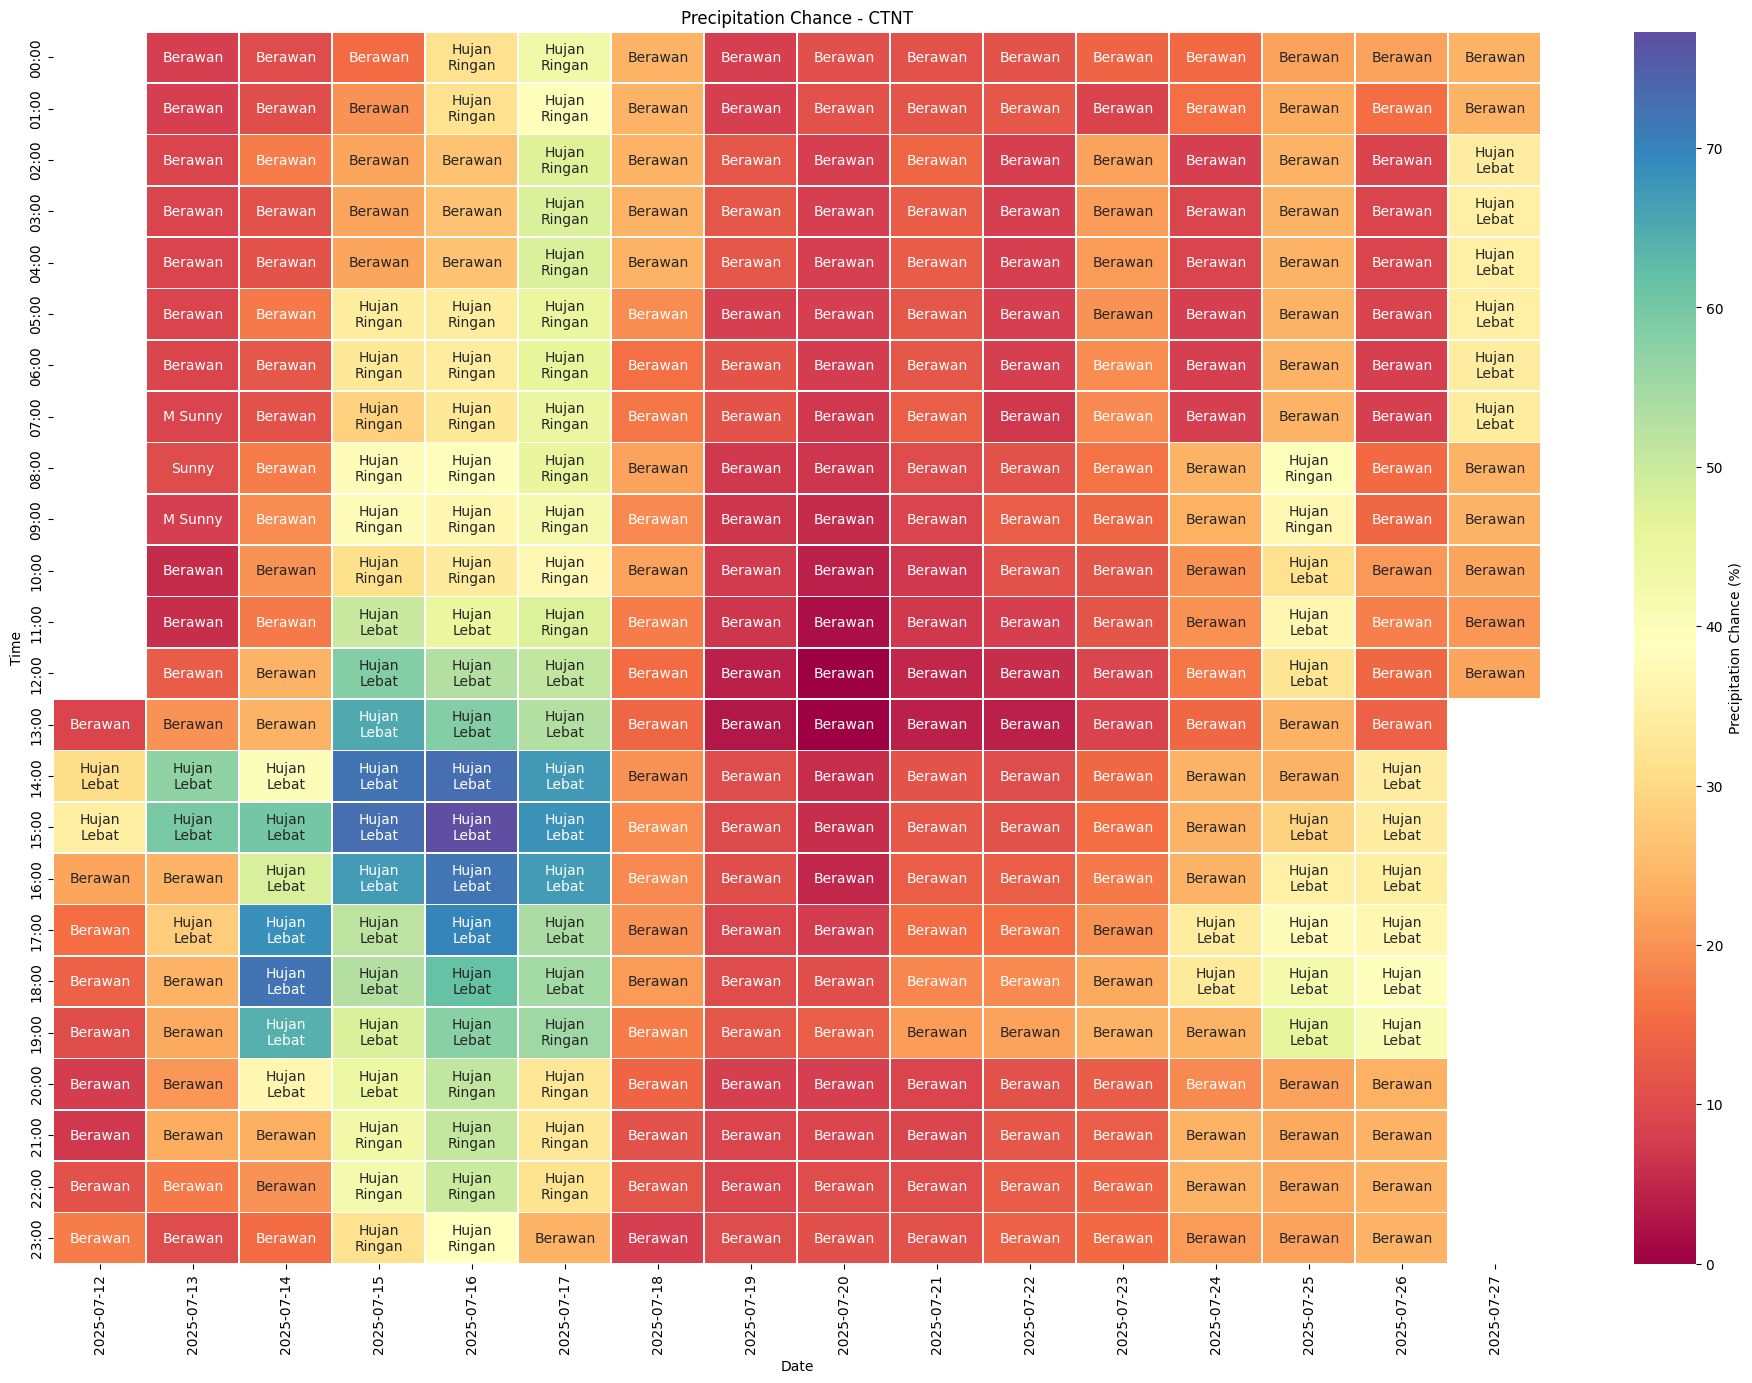 Precipitation Chance - CTNT
00:00 Berawan Berawan Berawan Hujan Ringan Hujan Ringan Berawan Berawan Berawan Berawan Berawan Berawan Berawan Berawan Berawan Berawan
01:00 Berawan Berawan Berawan Hujan Ringan Hujan Ringan Berawan Berawan Berawan Berawan Berawan Berawan Berawan Berawan Berawan Berawan
02:00 Berawan Berawan Berawan Berawan Hujan Ringan Berawan Berawan Berawan Berawan Berawan Berawan Berawan Berawan Berawan Hujan Lebat
03:00 Berawan Berawan Berawan Berawan Hujan Ringan Berawan Berawan Berawan Berawan Berawan Berawan Berawan Berawan Berawan Hujan Lebat
04:00 Berawan Berawan Berawan Berawan Hujan Ringan Berawan Berawan Berawan Berawan Berawan Berawan Berawan Berawan Berawan Hujan Lebat
05:00 Berawan Berawan Hujan Ringan Hujan Ringan Hujan Ringan Berawan Berawan Berawan Berawan Berawan Berawan Berawan Berawan Berawan Hujan Lebat
06:00 Berawan Berawan Hujan Ringan Hujan Ringan Hujan Ringan Berawan Berawan Berawan Berawan Berawan Berawan Berawan Berawan Berawan Hujan Lebat
07:00 M Sunny Berawan Hujan Ringan Hujan Ringan Hujan Ringan Berawan Berawan Berawan Berawan Berawan Berawan Berawan Berawan Berawan Hujan Lebat
08:00 Sunny Berawan Hujan Ringan Hujan Ringan Hujan Ringan Berawan Berawan Berawan Berawan Berawan Berawan Berawan Hujan Ringan Berawan Berawan
09:00 M Sunny Berawan Hujan Ringan Hujan Ringan Hujan Ringan Berawan Berawan Berawan Berawan Berawan Berawan Berawan Hujan Ringan Berawan Berawan
10:00 Berawan Berawan Hujan Ringan Hujan Ringan Hujan Ringan Berawan Berawan Berawan Berawan Berawan Berawan Berawan Hujan Lebat Berawan Berawan
11:00 Berawan Berawan Hujan Lebat Hujan Lebat Hujan Ringan Berawan Berawan Berawan Berawan Berawan Berawan Berawan Hujan Lebat Berawan Berawan
12:00 Berawan Berawan Hujan Lebat Hujan Lebat Hujan Lebat Berawan Berawan Berawan Berawan Berawan Berawan Berawan Hujan Lebat Berawan Berawan
13:00 Berawan Berawan Berawan Hujan Lebat Hujan Lebat Hujan Lebat Berawan Berawan Berawan Berawan Berawan Berawan Berawan Berawan Berawan
14:00 Hujan Lebat Hujan Lebat Hujan Lebat Hujan Lebat Hujan Lebat Hujan Lebat Berawan Berawan Berawan Berawan Berawan Berawan Berawan Berawan Hujan Lebat
15:00 Hujan Lebat Hujan Lebat Hujan Lebat Hujan Lebat Hujan Lebat Hujan Lebat Berawan Berawan Berawan Berawan Berawan Berawan Berawan Hujan Lebat Hujan Lebat
16:00 Berawan Berawan Hujan Lebat Hujan Lebat Hujan Lebat Hujan Lebat Berawan Berawan Berawan Berawan Berawan Berawan Berawan Hujan Lebat Hujan Lebat
17:00 Berawan Hujan Lebat Hujan Lebat Hujan Lebat Hujan Lebat Hujan Lebat Berawan Berawan Berawan Berawan Berawan Berawan Hujan Lebat Hujan Lebat Hujan Lebat
18:00 Berawan Berawan Hujan Lebat Hujan Lebat Hujan Lebat Hujan Lebat Berawan Berawan Berawan Berawan Berawan Berawan Hujan Lebat Hujan Lebat Hujan Lebat
19:00 Berawan Berawan Hujan Lebat Hujan Lebat Hujan Lebat Hujan Ringan Berawan Berawan Berawan Berawan Berawan Berawan Berawan Hujan Lebat Hujan Lebat
20:00 Berawan Berawan Hujan Lebat Hujan Lebat Hujan Ringan Hujan Ringan Berawan Berawan Berawan Berawan Berawan Berawan Berawan Berawan Berawan
21:00 Berawan Berawan Berawan Hujan Ringan Hujan Ringan Hujan Ringan Berawan Berawan Berawan Berawan Berawan Berawan Berawan Berawan Berawan
22:00 Berawan Berawan Berawan Hujan Ringan Hujan Ringan Hujan Ringan Berawan Berawan Berawan Berawan Berawan Berawan Berawan Berawan Berawan
23:00 Berawan Berawan Berawan Hujan Ringan Hujan Ringan Berawan Berawan Berawan Berawan Berawan Berawan Berawan Berawan Berawan Berawan
2025-07-12 2025-07-13 2025-07-14 2025-07-15 2025-07-16 2025-07-17 2025-07-18 2025-07-19 2025-07-20 2025-07-21 2025-07-22 2025-07-23 2025-07-24 2025-07-25 2025-07-26 2025-07-27
Date
Time
70
60
50
40
30
20
10
0
Precipitation Chance (%)